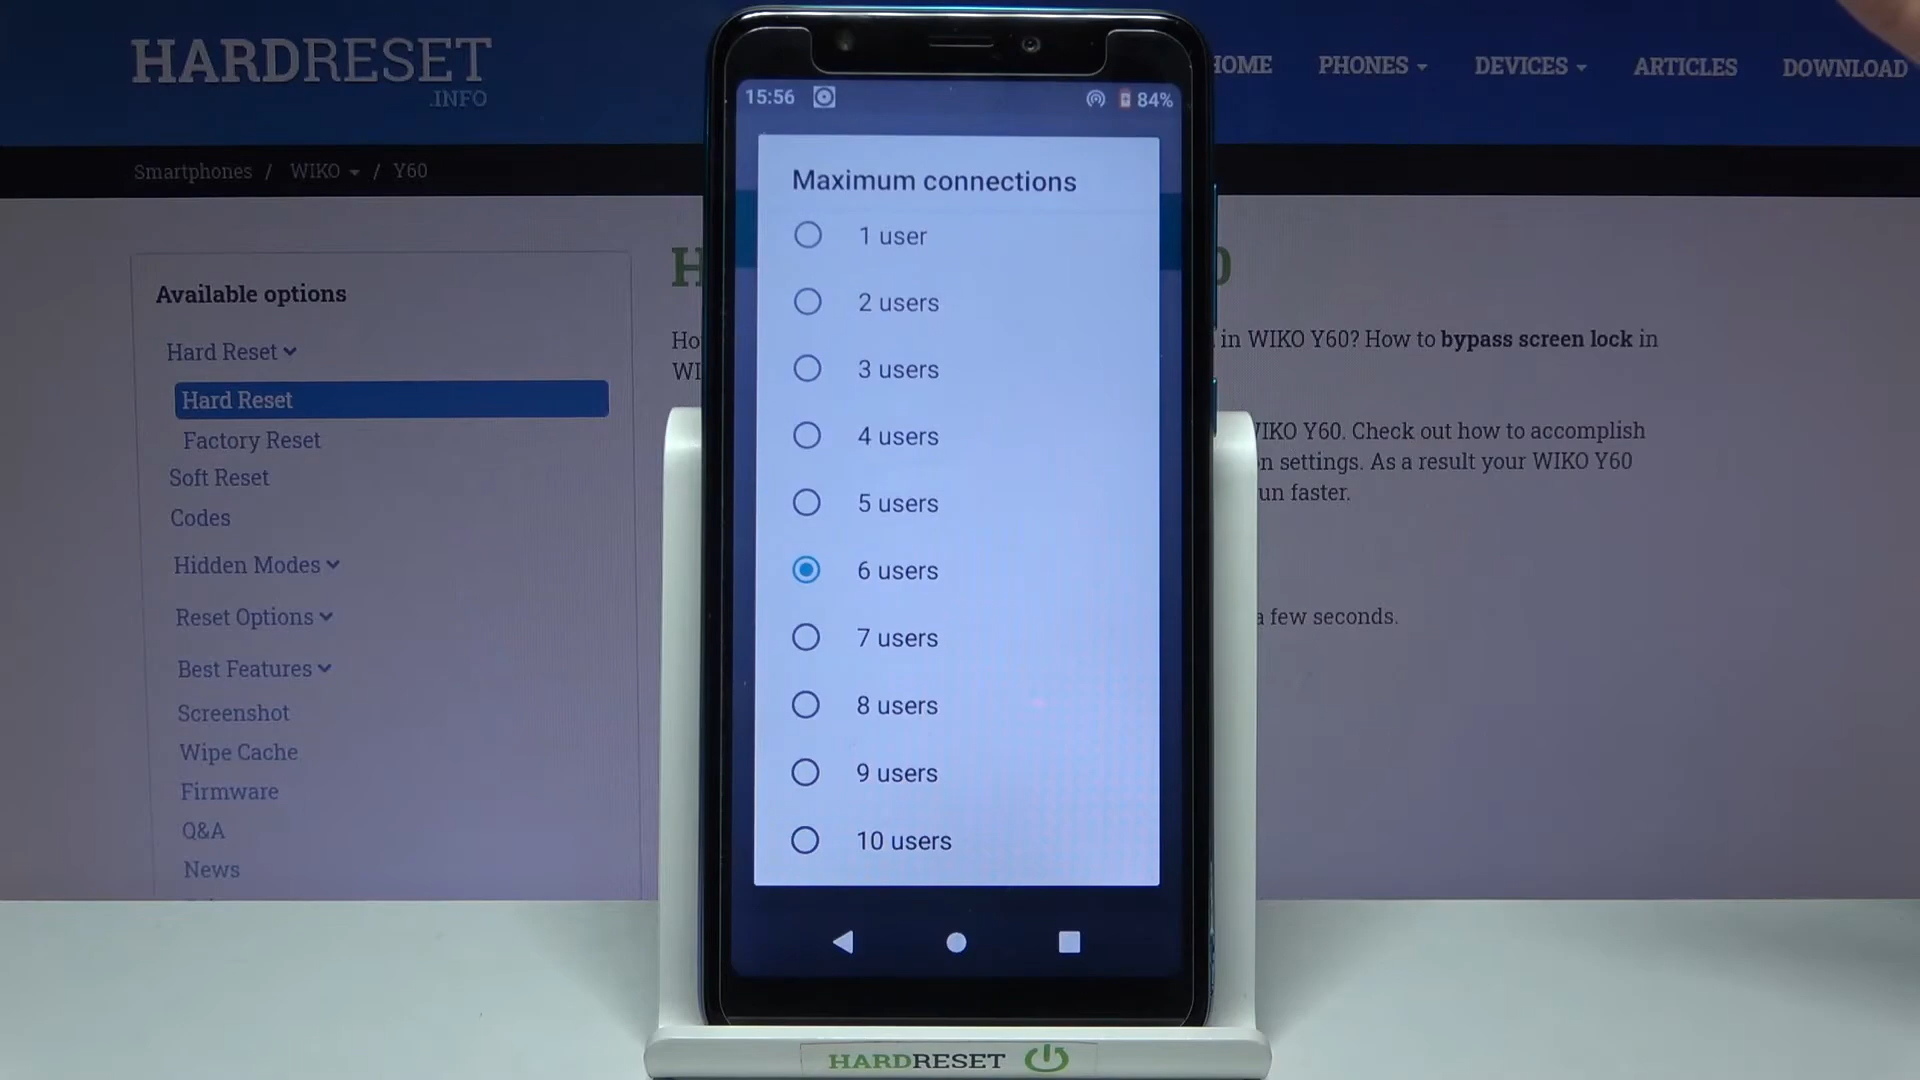 HARDRESET
.INFO
HOME PHONES DEVICES ARTICLES DOWNLOAD
Smartphones / WIKO / Y60
Available options
Hard Reset
Hard Reset
Factory Reset
Soft Reset
Codes
Hidden Modes
Reset Options
Best Features
Screenshot
Wipe Cache
Firmware
Q&A
News
15:56 84%
Maximum connections
1 user
2 users
3 users
4 users
5 users
6 users
7 users
8 users
9 users
10 users
in WIKO Y60? How to bypass screen lock in
WIKO Y60. Check out how to accomplish
settings. As a result your WIKO Y60
run faster.
a few seconds.
HARDRESET